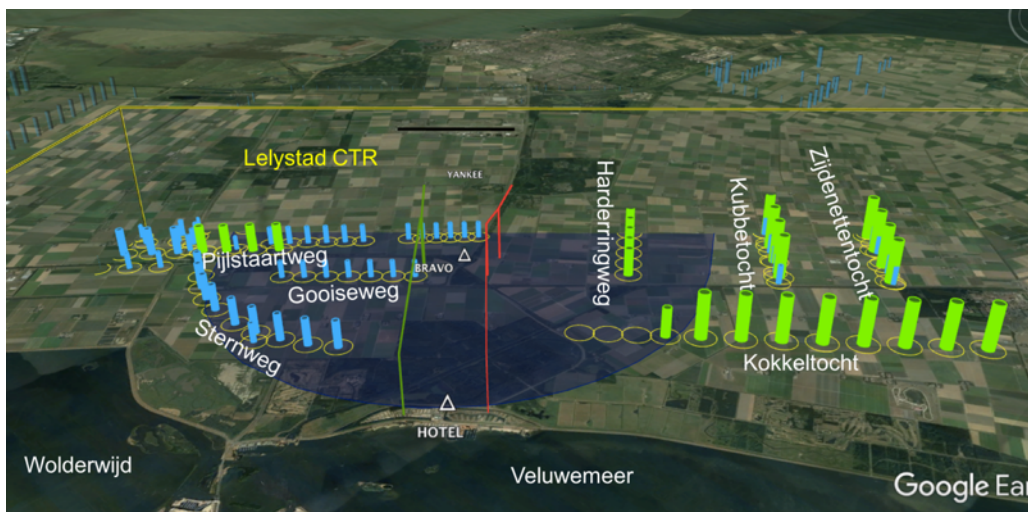 Lelystad CTR
YANKEE
Harderringweg
Kubbetocht
Zijdenettentocht
Pijlstaartweg
BRAVO
Gooiseweg
Sternweg
Kokkeltocht
HOTEL
Wolderwijd
Veluwemeer
Google Ear